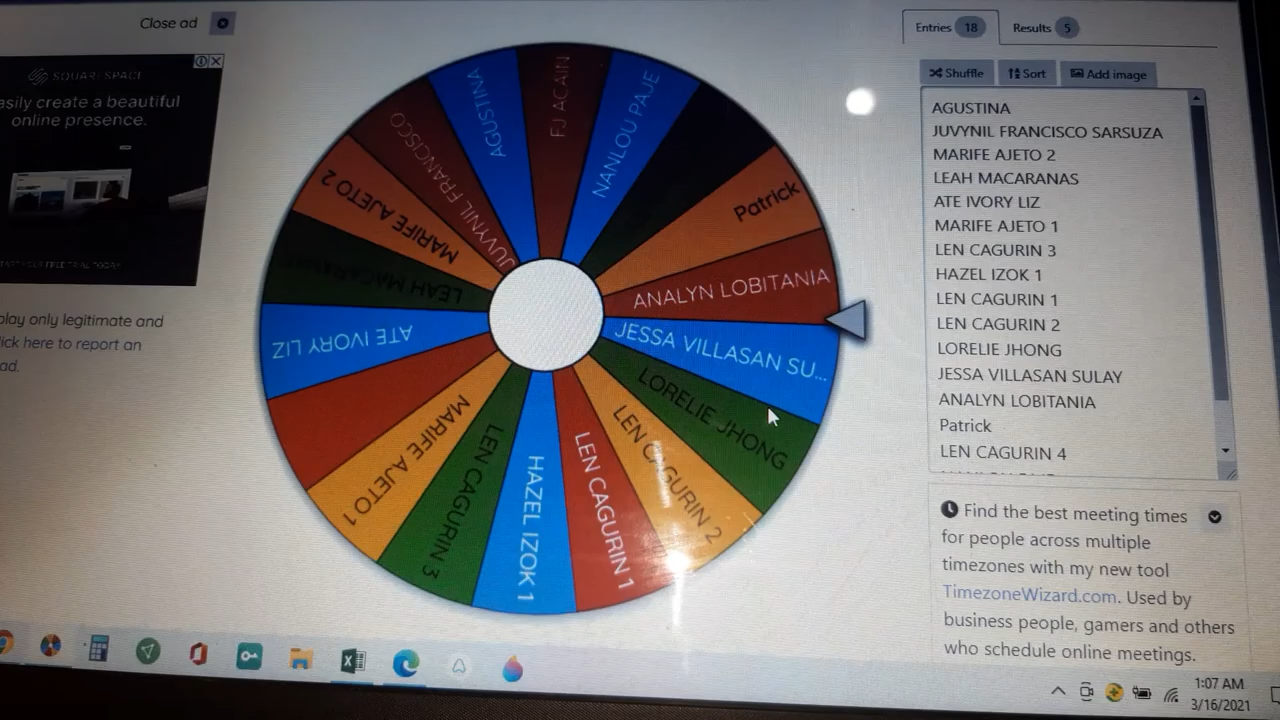 Close ad
SQUARESPACE
asily create a beautiful
online presence.
play only legitimate and
lick here to report an
ad.
AGUSTINA
FJ ACAIN
NANLOU PAJE
Patrick
ANALYN LOBITANIA
JESSA VILLASAN SU...
LORELIE JHONG
LEN CAGURIN 2
LEN CAGURIN 1
HAZEL IZOK 1
LEN CAGURIN 3
MARIFE AJETO 1
ATE IVORY LIZ
LEAH MACARANAS
MARIFE AJETO 2
JUVYNIL FRANCISCO
Entries 18
Results 5
Shuffle
Sort
Add image
AGUSTINA
JUVYNIL FRANCISCO SARSUZA
MARIFE AJETO 2
LEAH MACARANAS
ATE IVORY LIZ
MARIFE AJETO 1
LEN CAGURIN 3
HAZEL IZOK 1
LEN CAGURIN 1
LEN CAGURIN 2
LORELIE JHONG
JESSA VILLASAN SULAY
ANALYN LOBITANIA
Patrick
LEN CAGURIN 4
Find the best meeting times
for people across multiple
timezones with my new tool
TimezoneWizard.com. Used by
business people, gamers and others
who schedule online meetings.
1:07 AM
3/16/2021